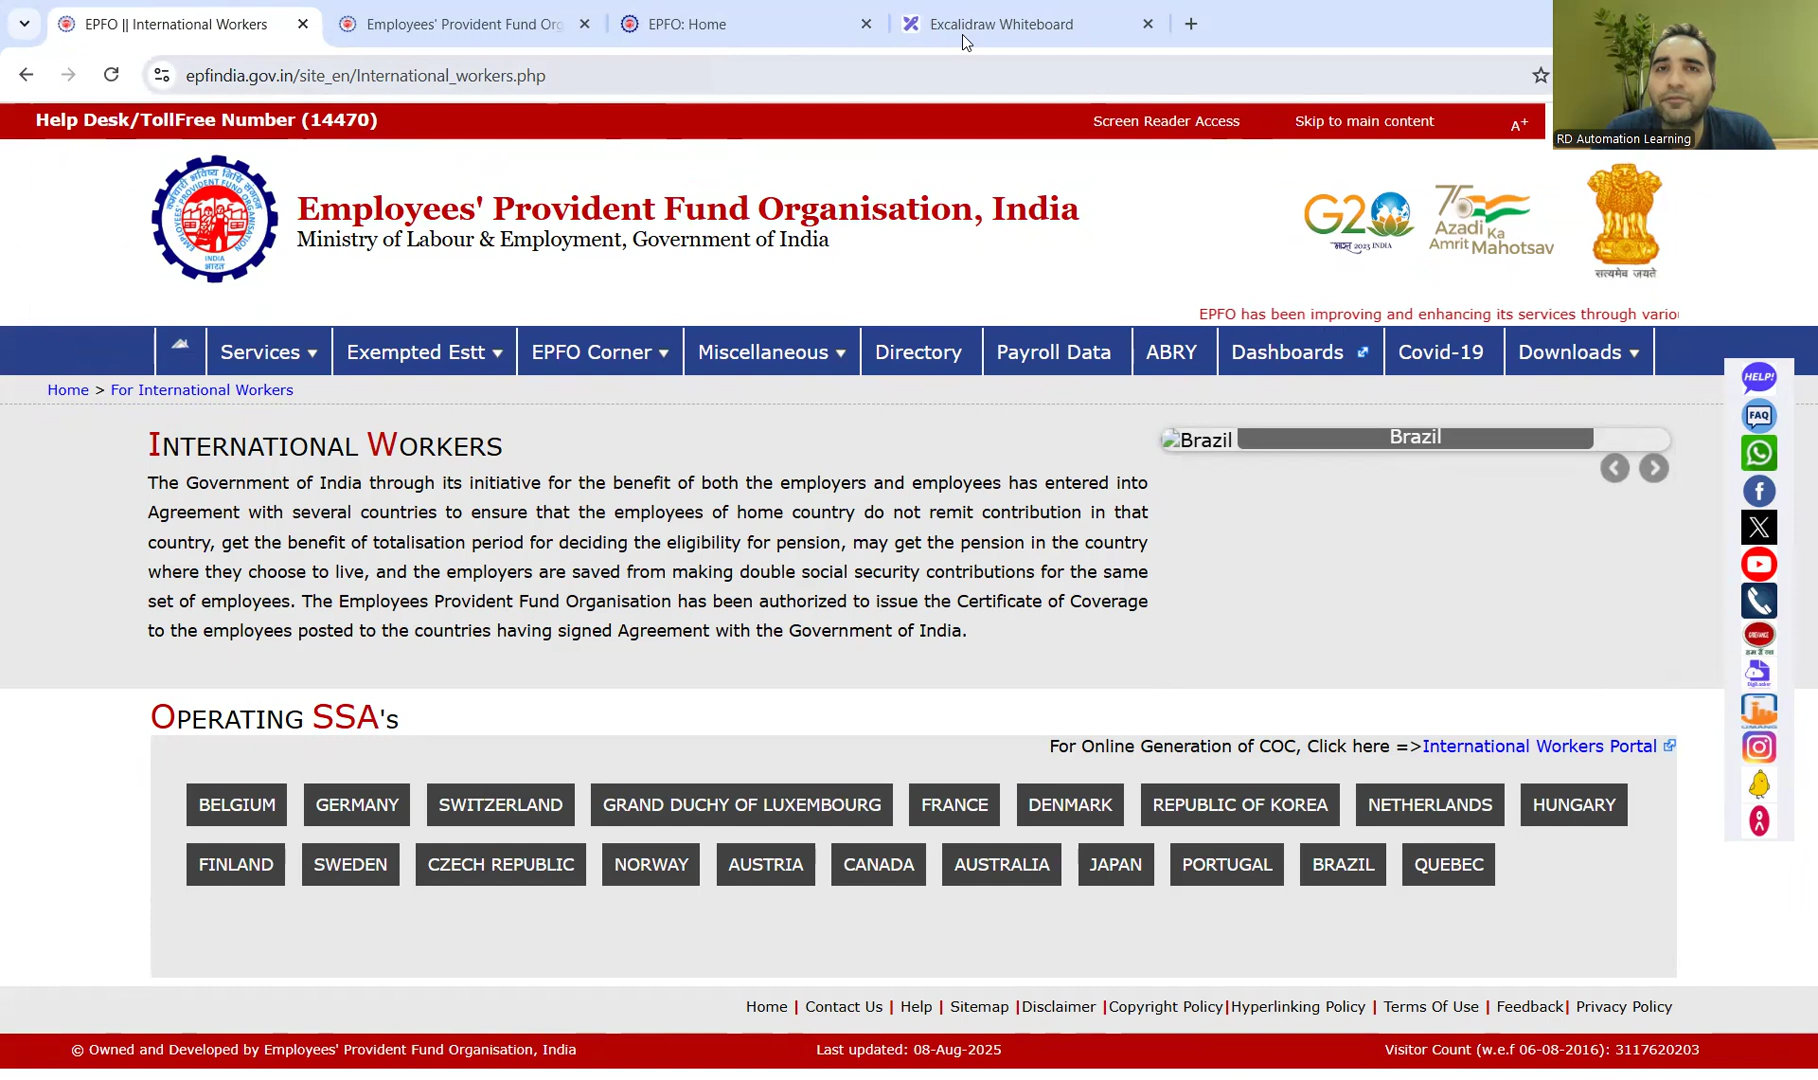 EPFO || International Workers
Employees' Provident Fund Org
EPFO: Home
Excalidraw Whiteboard
epfindia.gov.in/site_en/International_workers.php
Help Desk/TollFree Number (14470)
Screen Reader Access
Skip to main content
A+
RD Automation Learning
Employees' Provident Fund Organisation, India
Ministry of Labour & Employment, Government of India
INDIA
भारत
G20
भारत 2023 INDIA
75
Azadi Ka
Amrit Mahotsav
सत्यमेव जयते
EPFO has been improving and enhancing its services through variou
Services
Exempted Estt
EPFO Corner
Miscellaneous
Directory
Payroll Data
ABRY
Dashboards
Covid-19
Downloads
Home > For International Workers
HELP!
FAQ
INTERNATIONAL WORKERS
Brazil
Brazil
The Government of India through its initiative for the benefit of both the employers and employees has entered into
Agreement with several countries to ensure that the employees of home country do not remit contribution in that
country, get the benefit of totalisation period for deciding the eligibility for pension, may get the pension in the country
where they choose to live, and the employers are saved from making double social security contributions for the same
set of employees. The Employees Provident Fund Organisation has been authorized to issue the Certificate of Coverage
to the employees posted to the countries having signed Agreement with the Government of India.
OPERATING SSA's
For Online Generation of COC, Click here =>International Workers Portal
BELGIUM
GERMANY
SWITZERLAND
GRAND DUCHY OF LUXEMBOURG
FRANCE
DENMARK
REPUBLIC OF KOREA
NETHERLANDS
HUNGARY
FINLAND
SWEDEN
CZECH REPUBLIC
NORWAY
AUSTRIA
CANADA
AUSTRALIA
JAPAN
PORTUGAL
BRAZIL
QUEBEC
Home | Contact Us | Help | Sitemap |Disclaimer |Copyright Policy|Hyperlinking Policy | Terms Of Use | Feedback| Privacy Policy
© Owned and Developed by Employees' Provident Fund Organisation, India
Last updated: 08-Aug-2025
Visitor Count (w.e.f 06-08-2016): 3117620203